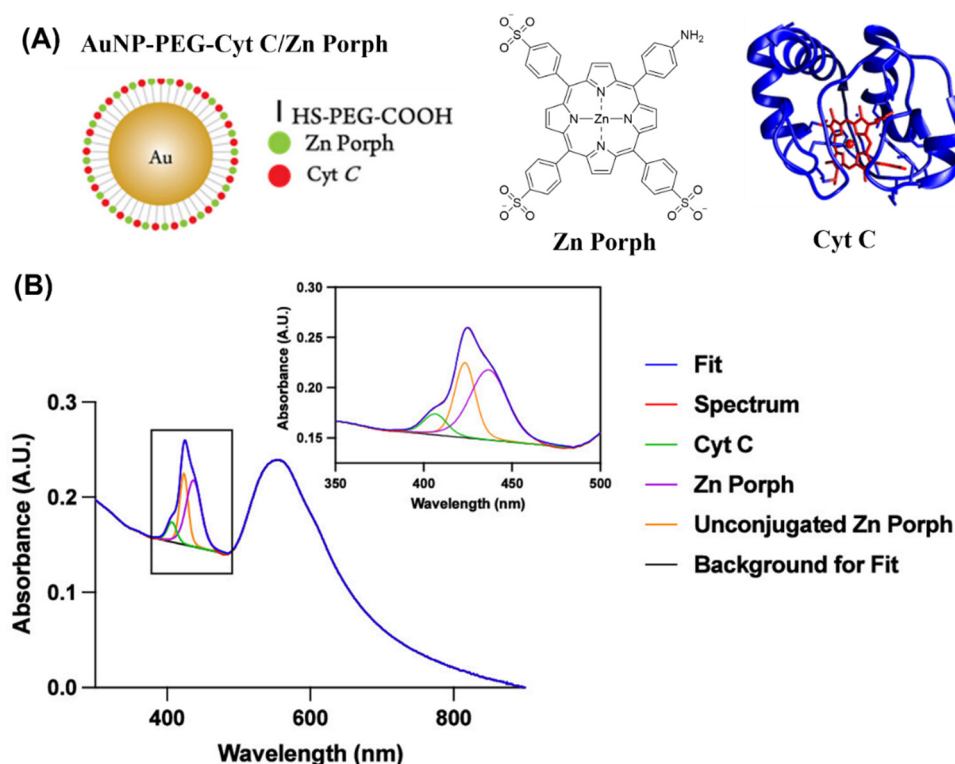 (A) AuNP-PEG-Cyt C/Zn Porph
Au
HS-PEG-COOH
Zn Porph
Cyt C
O
⁻O
S
O
NH₂
N
N
Zn
N
N
O
⁻O
S
O
O
O⁻
S
O
Zn Porph
Cyt C
(B)
Absorbance (A.U.)
0.30
0.25
0.20
0.15
350 400 450 500
Wavelength (nm)
Absorbance (A.U.)
0.3
0.2
0.1
0.0
400 600 800
Wavelength (nm)
Fit
Spectrum
Cyt C
Zn Porph
Unconjugated Zn Porph
Background for Fit